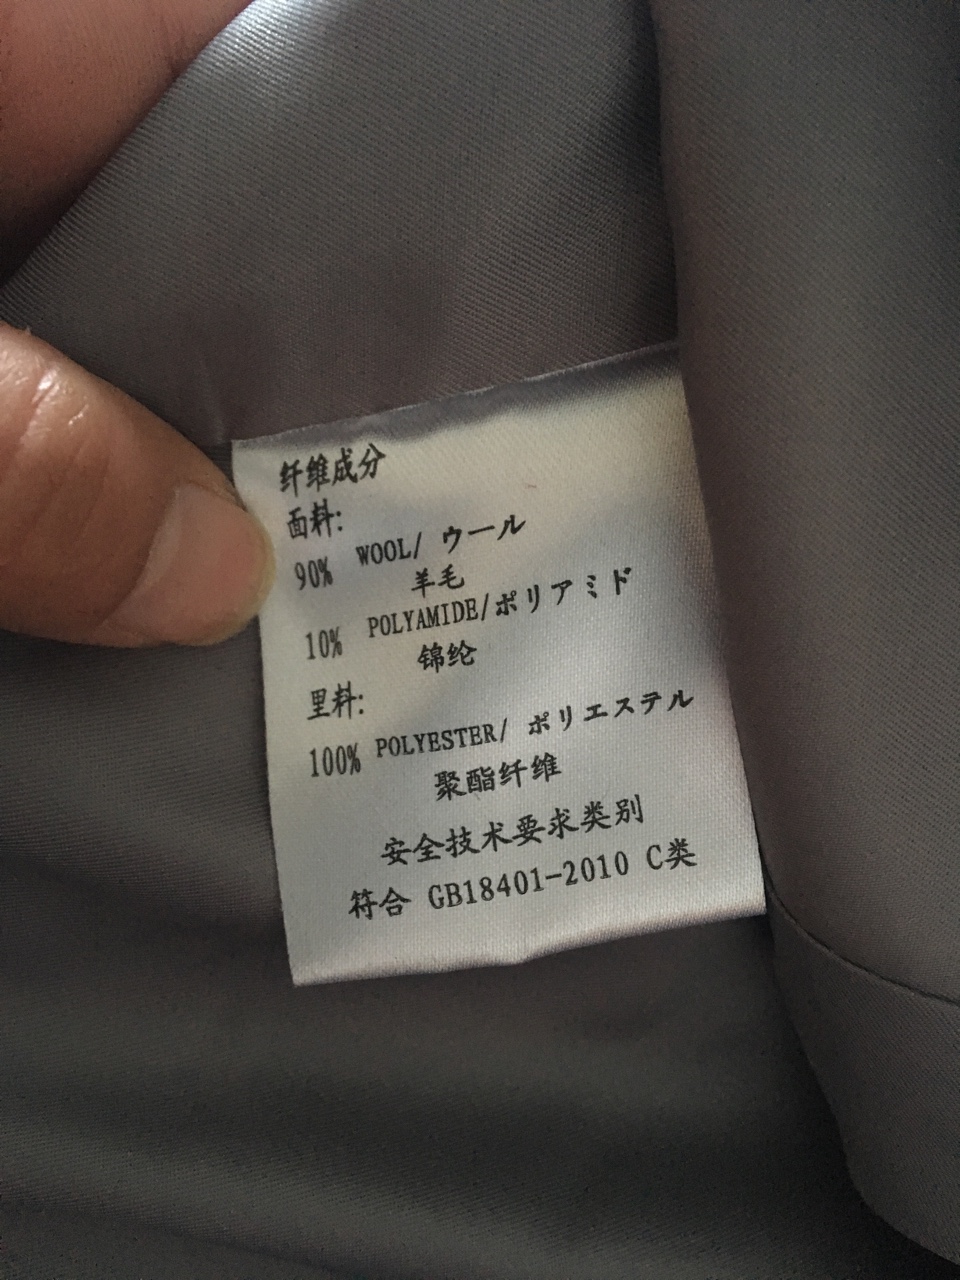 纤维成分
面料:
90% WOOL/ ウール
羊毛
10% POLYAMIDE/ポリアミド
锦纶
里料:
100% POLYESTER/ ポリエステル
聚酯纤维
安全技术要求类别
符合 GB18401-2010 C类